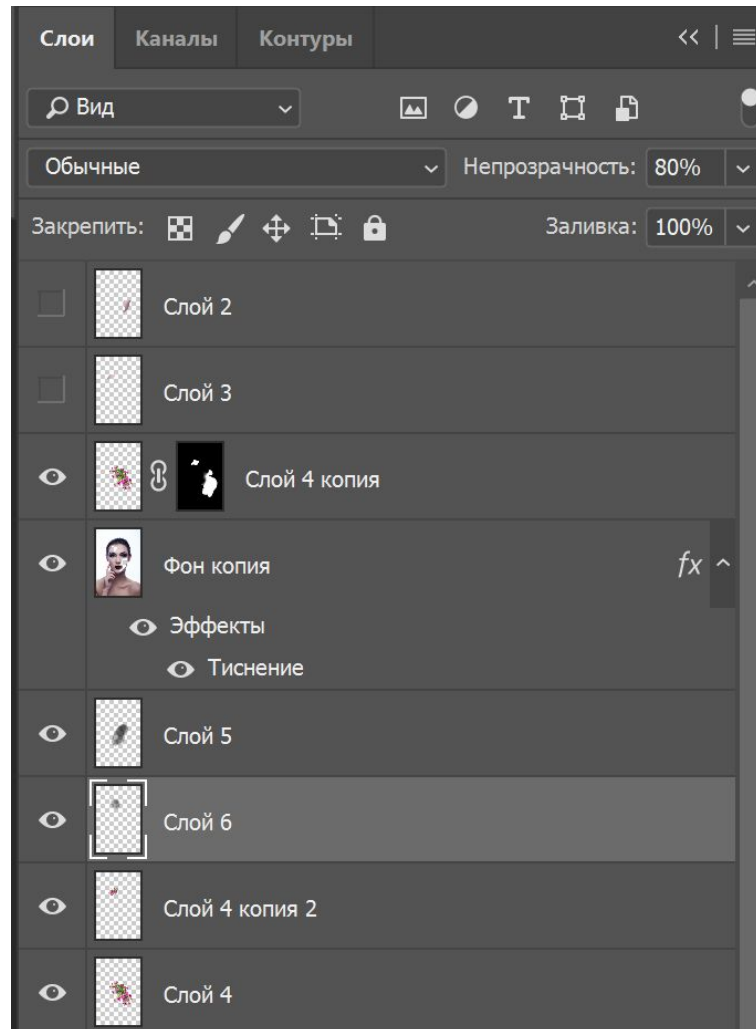 Слои Каналы Контуры
Вид
Обычные Непрозрачность: 80%
Закрепить: Заливка: 100%
Слой 2
Слой 3
Слой 4 копия
Фон копия fx
Эффекты
Тиснение
Слой 5
Слой 6
Слой 4 копия 2
Слой 4